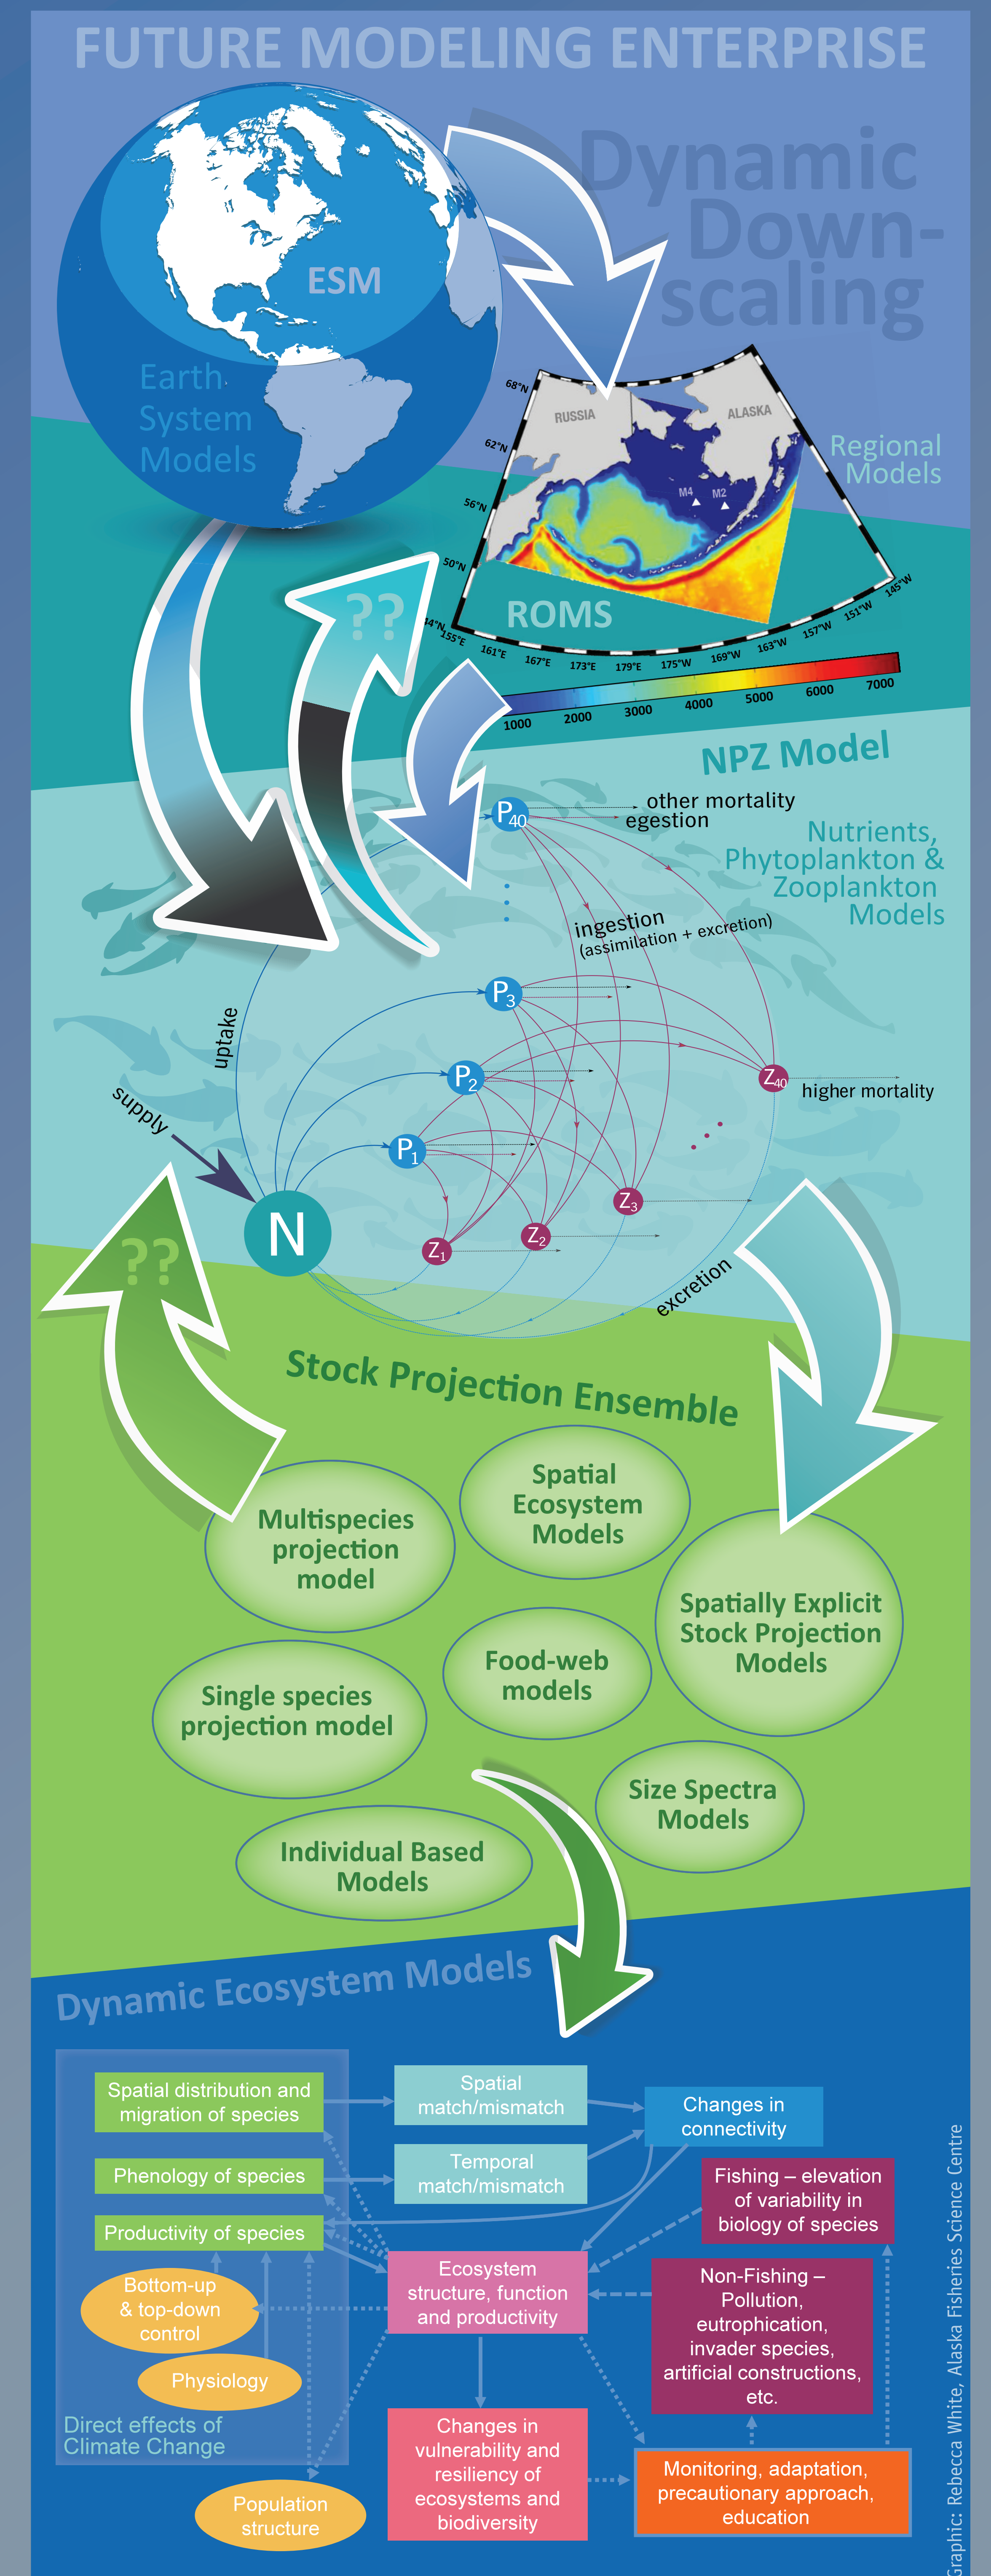 FUTURE MODELING ENTERPRISE
Dynamic
Down-
scaling
ESM
Earth
System
Models
68°N
62°N
56°N
50°N
44°N
RUSSIA
ALASKA
M4
M2
Regional
Models
ROMS
155°E
161°E
167°E
173°E
179°E
175°W
169°W
163°W
157°W
151°W
145°W
1000
2000
3000
4000
5000
6000
7000
??
NPZ Model
Nutrients,
Phytoplankton &
Zooplankton
Models
P40
other mortality
egestion
ingestion
(assimilation + excretion)
P3
P2
P1
uptake
supply
N
Z1
Z2
Z3
Z40
higher mortality
excretion
??
Stock Projection Ensemble
Multispecies
projection
model
Spatial
Ecosystem
Models
Spatially Explicit
Stock Projection
Models
Food-web
models
Single species
projection model
Size Spectra
Models
Individual Based
Models
Dynamic Ecosystem Models
Spatial distribution and
migration of species
Spatial
match/mismatch
Changes in
connectivity
Phenology of species
Temporal
match/mismatch
Fishing – elevation
of variability in
biology of species
Productivity of species
Ecosystem
structure, function
and productivity
Non-Fishing –
Pollution,
eutrophication,
invader species,
artificial constructions,
etc.
Bottom-up
& top-down
control
Physiology
Direct effects of
Climate Change
Changes in
vulnerability and
resiliency of
ecosystems and
biodiversity
Monitoring, adaptation,
precautionary approach,
education
Population
structure
Graphic: Rebecca White, Alaska Fisheries Science Centre